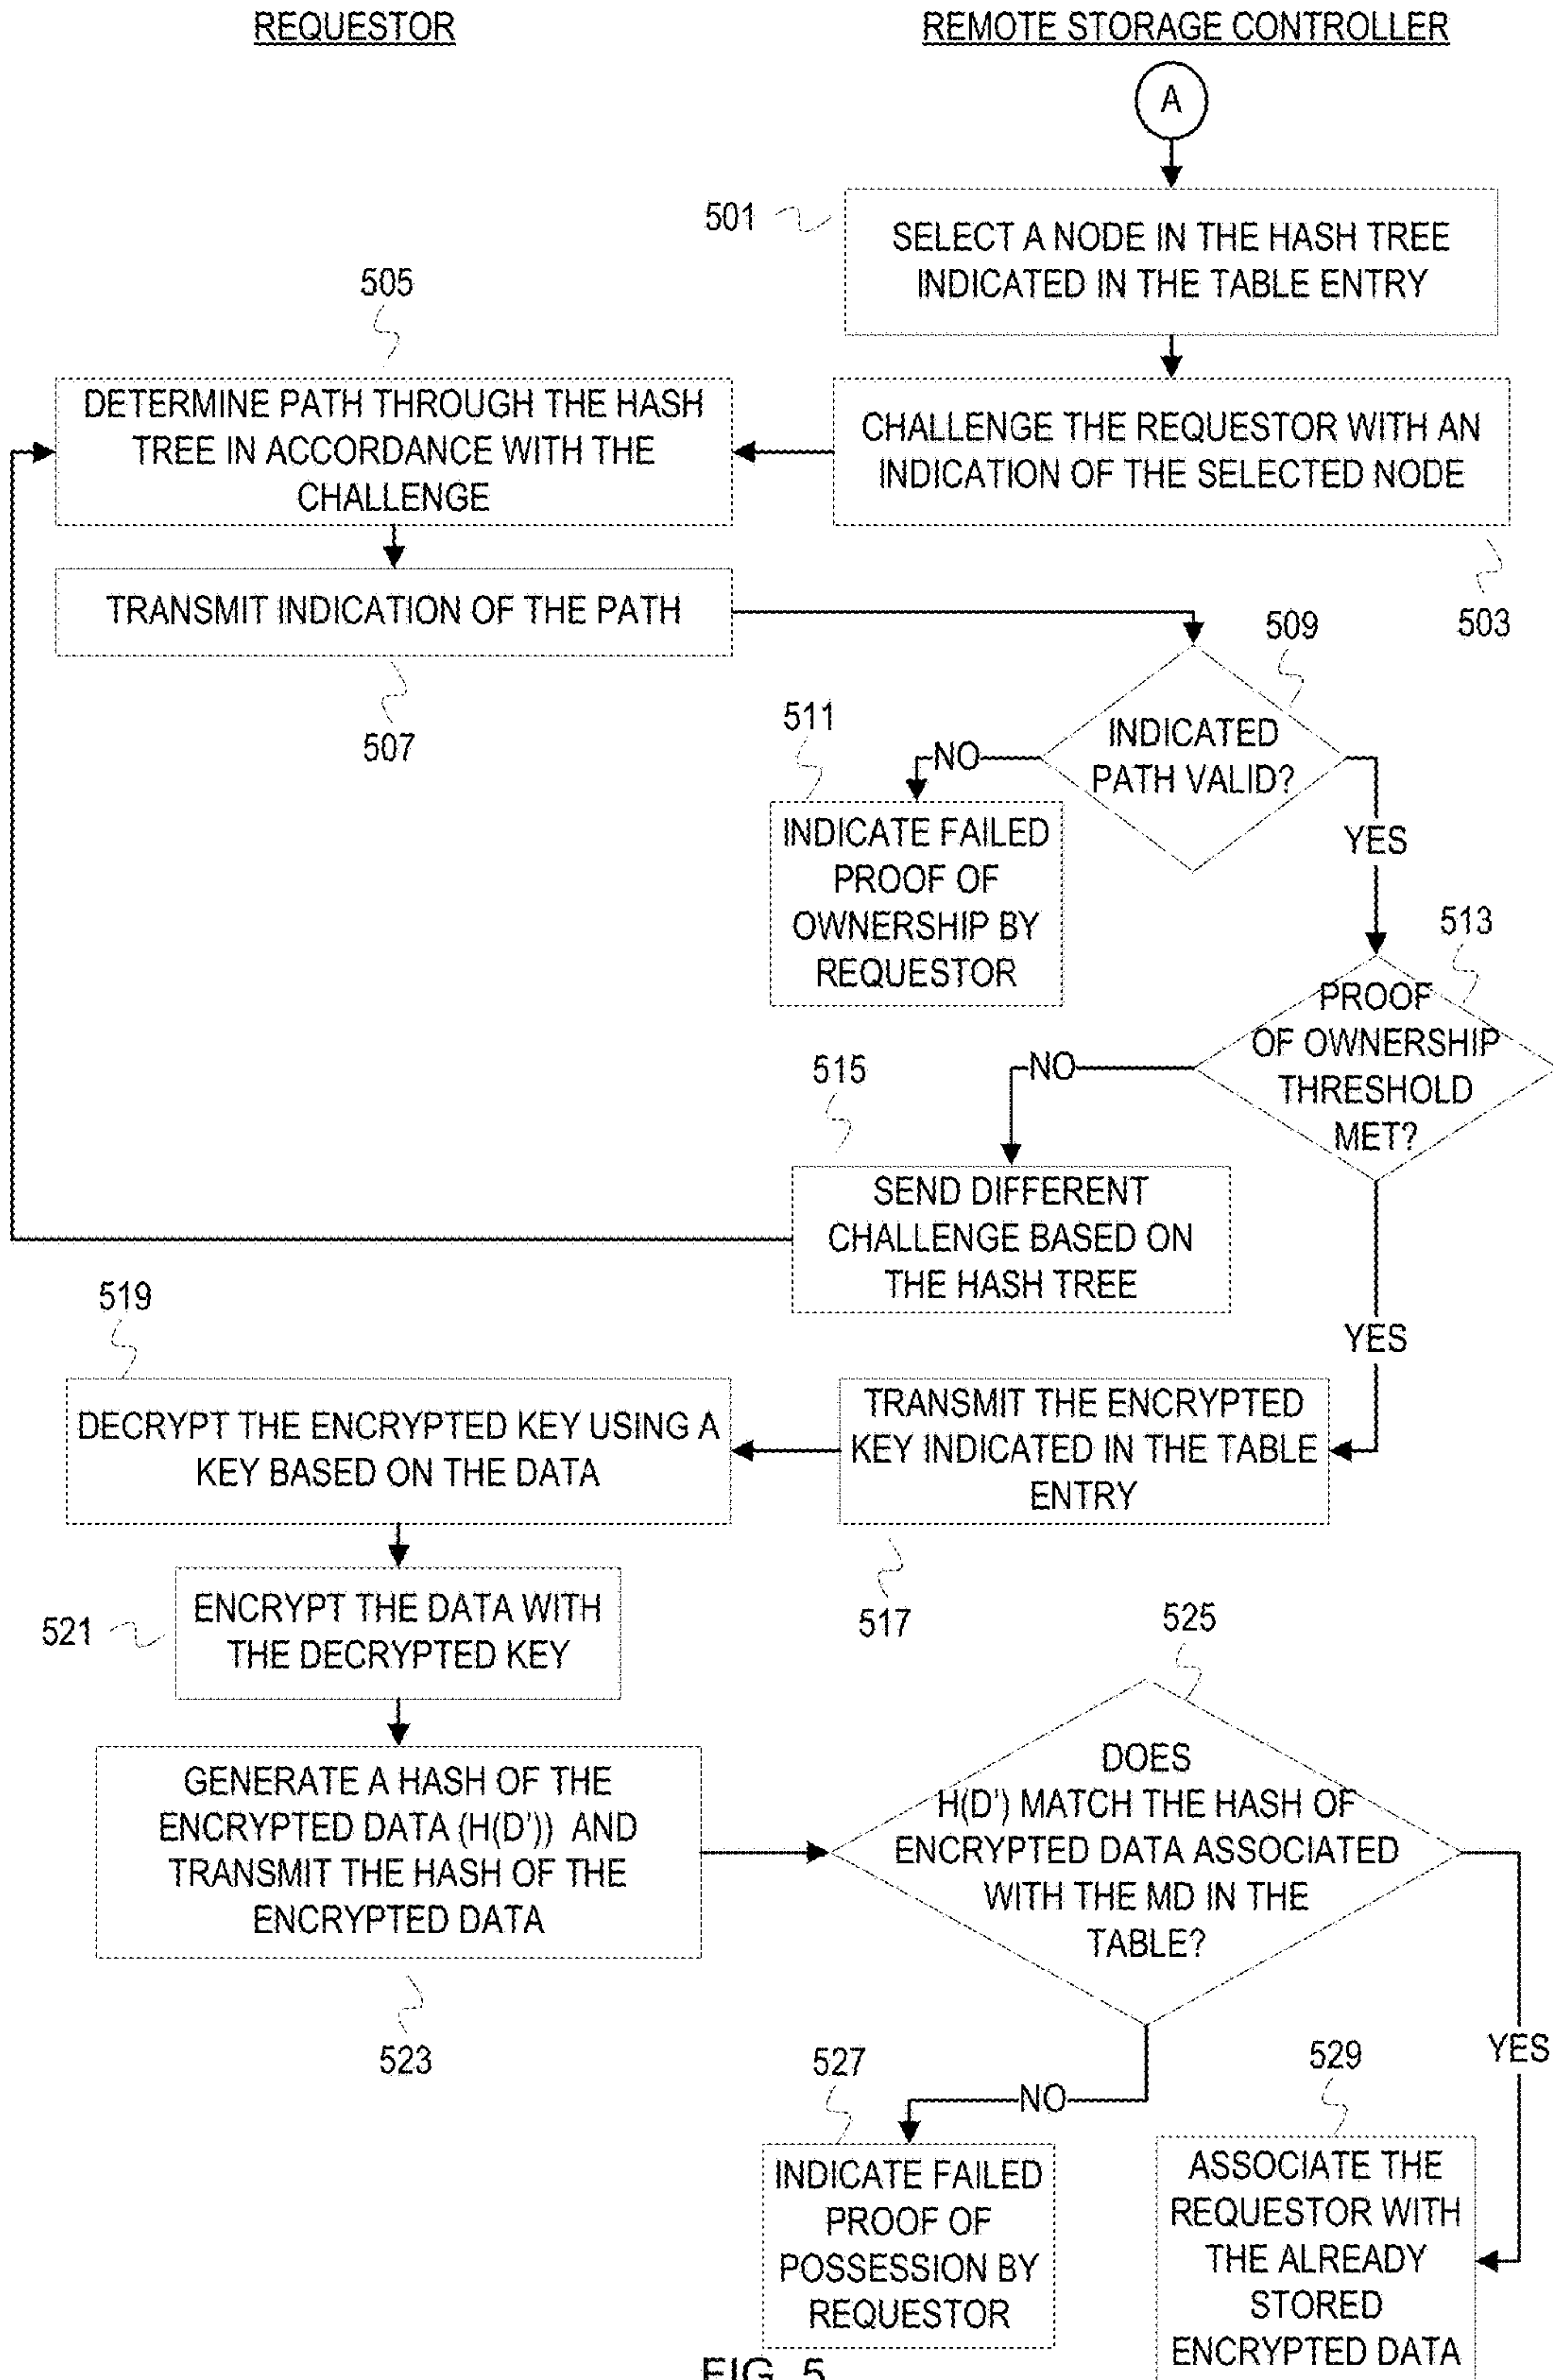 REQUESTOR
REMOTE STORAGE CONTROLLER
A
501
SELECT A NODE IN THE HASH TREE
INDICATED IN THE TABLE ENTRY
505
DETERMINE PATH THROUGH THE HASH
TREE IN ACCORDANCE WITH THE
CHALLENGE
CHALLENGE THE REQUESTOR WITH AN
INDICATION OF THE SELECTED NODE
503
TRANSMIT INDICATION OF THE PATH
507
509
INDICATED
PATH VALID?
NO
YES
511
INDICATE FAILED
PROOF OF
OWNERSHIP BY
REQUESTOR
513
PROOF
OF OWNERSHIP
THRESHOLD
MET?
NO
YES
515
SEND DIFFERENT
CHALLENGE BASED ON
THE HASH TREE
519
DECRYPT THE ENCRYPTED KEY USING A
KEY BASED ON THE DATA
TRANSMIT THE ENCRYPTED
KEY INDICATED IN THE TABLE
ENTRY
517
521
ENCRYPT THE DATA WITH
THE DECRYPTED KEY
GENERATE A HASH OF THE
ENCRYPTED DATA (H(D')) AND
TRANSMIT THE HASH OF THE
ENCRYPTED DATA
523
525
DOES
H(D') MATCH THE HASH OF
ENCRYPTED DATA ASSOCIATED
WITH THE MD IN THE
TABLE?
NO
YES
527
INDICATE FAILED
PROOF OF
POSSESSION BY
REQUESTOR
529
ASSOCIATE THE
REQUESTOR WITH
THE ALREADY
STORED
ENCRYPTED DATA
FIG. 5